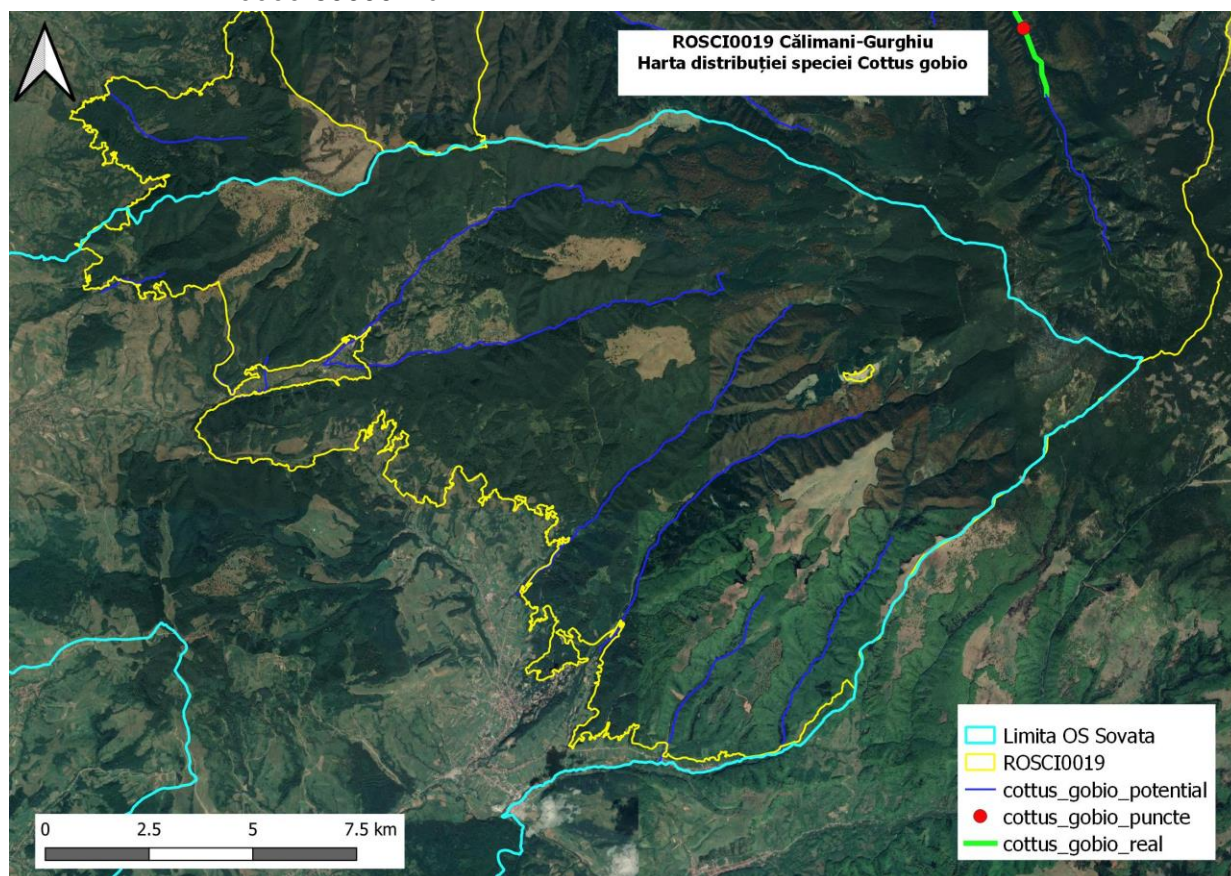 ROSCI0019 Călimani-Gurghiu
Harta distribuției speciei Cottus gobio
Limita OS Sovata
ROSCI0019
cottus_gobio_potential
cottus_gobio_puncte
cottus_gobio_real
0 2.5 5 7.5 km